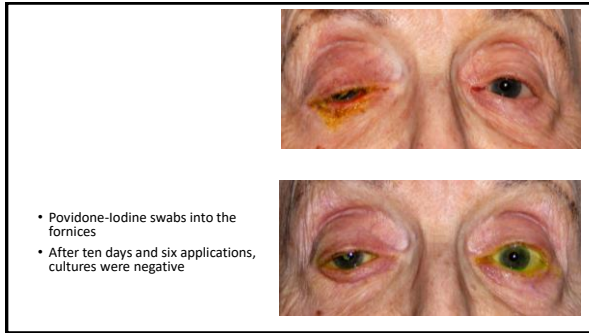 • Povidone-Iodine swabs into the
fornices
• After ten days and six applications,
cultures were negative